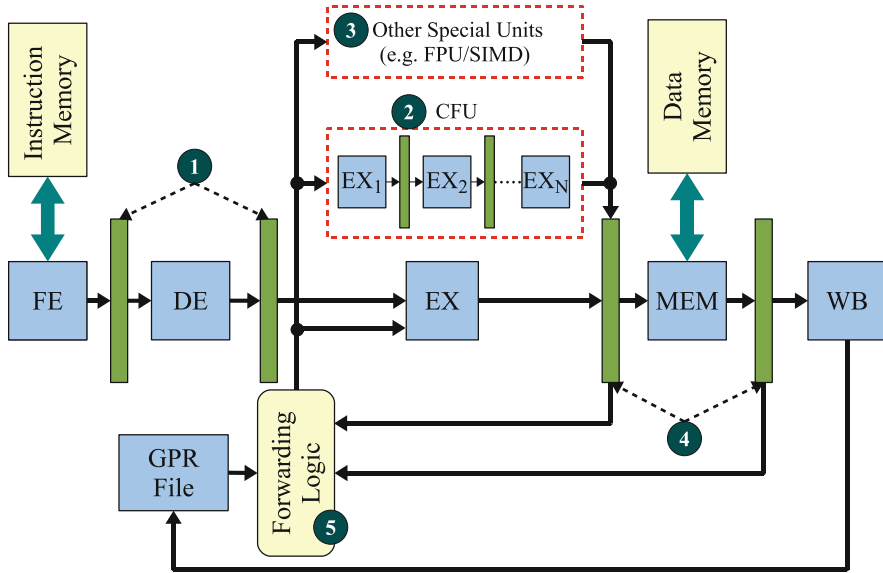 3 Other Special Units
(e.g. FPU/SIMD)
Instruction
Memory
Data
Memory
2 CFU
1
EX1
EX2
EXN
FE
DE
EX
MEM
WB
4
GPR
File
Forwarding
Logic
5